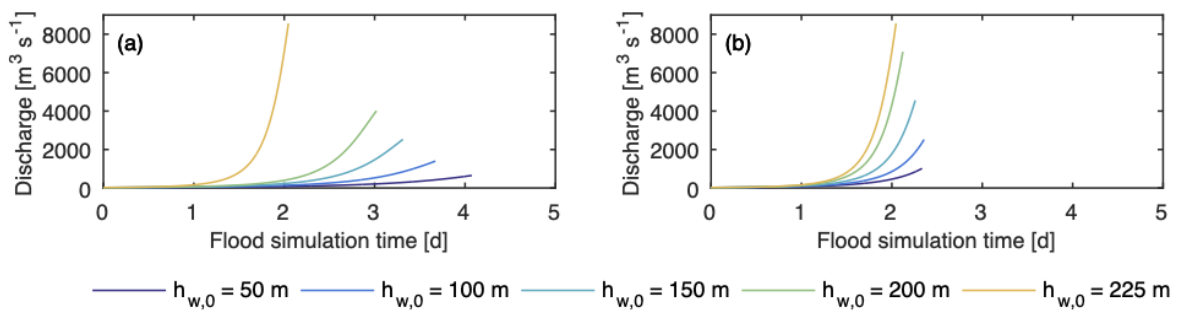 (a)
Discharge [m³ s⁻¹]
8000
6000
4000
2000
0
0 1 2 3 4 5
Flood simulation time [d]
(b)
Discharge [m³ s⁻¹]
8000
6000
4000
2000
0
0 1 2 3 4 5
Flood simulation time [d]
h_w,0 = 50 m h_w,0 = 100 m h_w,0 = 150 m h_w,0 = 200 m h_w,0 = 225 m